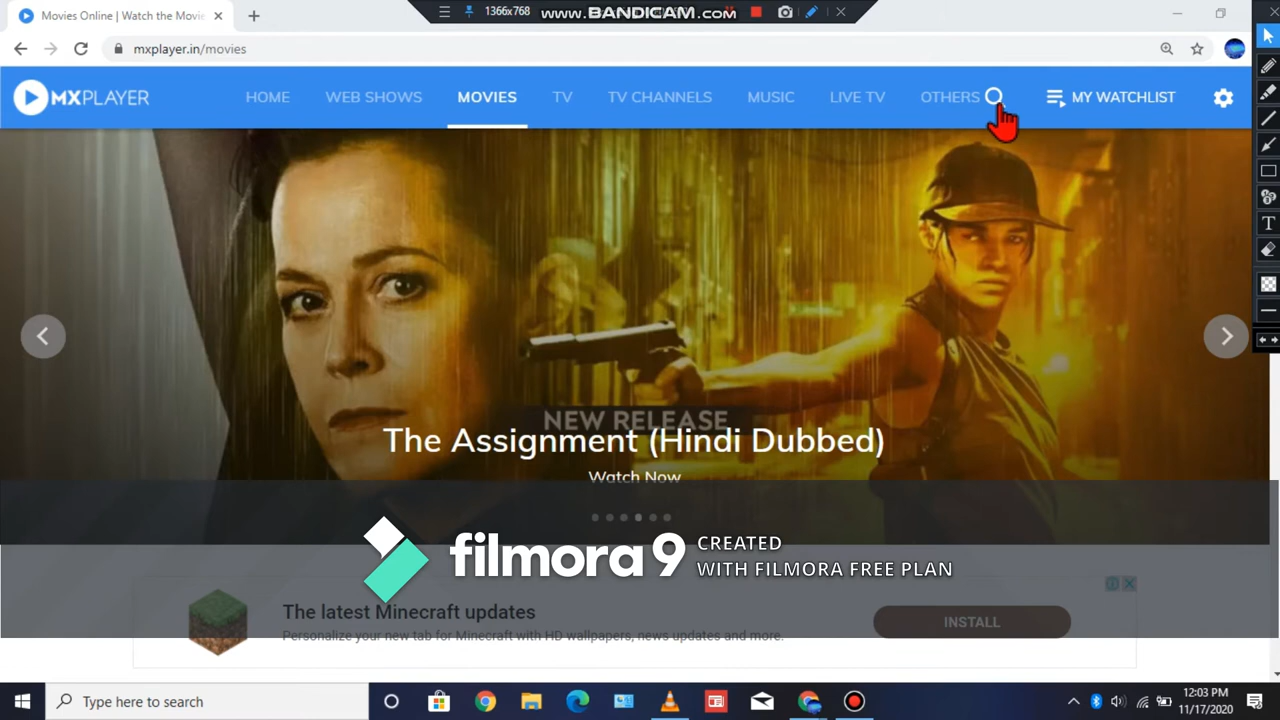 Movies Online | Watch the Movie
1366x768
www.BANDICAM.com
mxplayer.in/movies
MXPLAYER
HOME
WEB SHOWS
MOVIES
TV
TV CHANNELS
MUSIC
LIVE TV
OTHERS
MY WATCHLIST
T
NEW RELEASE
The Assignment (Hindi Dubbed)
Watch Now
filmora9
CREATED
WITH FILMORA FREE PLAN
The latest Minecraft updates
Personalize your new tab for Minecraft with HD wallpapers, news updates and more.
INSTALL
Type here to search
12:03 PM
11/17/2020